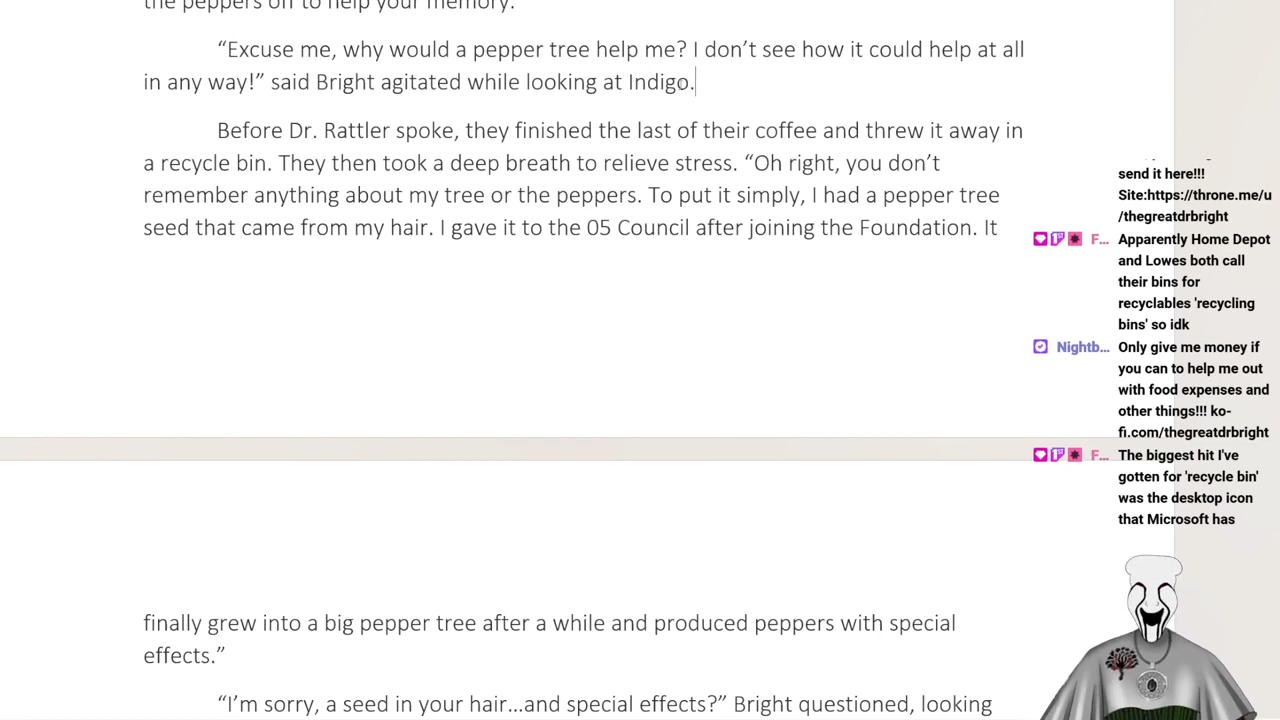 the peppers off to help your memory.
“Excuse me, why would a pepper tree help me? I don’t see how it could help at all
in any way!” said Bright agitated while looking at Indigo.
Before Dr. Rattler spoke, they finished the last of their coffee and threw it away in
a recycle bin. They then took a deep breath to relieve stress. “Oh right, you don’t
remember anything about my tree or the peppers. To put it simply, I had a pepper tree
seed that came from my hair. I gave it to the 05 Council after joining the Foundation. It
finally grew into a big pepper tree after a while and produced peppers with special
effects.”
“I’m sorry, a seed in your hair…and special effects?” Bright questioned, looking
send it here!!!
Site:https://throne.me/u
/thegreatdrbright
F... Apparently Home Depot
and Lowes both call
their bins for
recyclables 'recycling
bins' so idk
Nightb... Only give me money if
you can to help me out
with food expenses and
other things!!! ko-
fi.com/thegreatdrbright
F... The biggest hit I've
gotten for 'recycle bin'
was the desktop icon
that Microsoft has